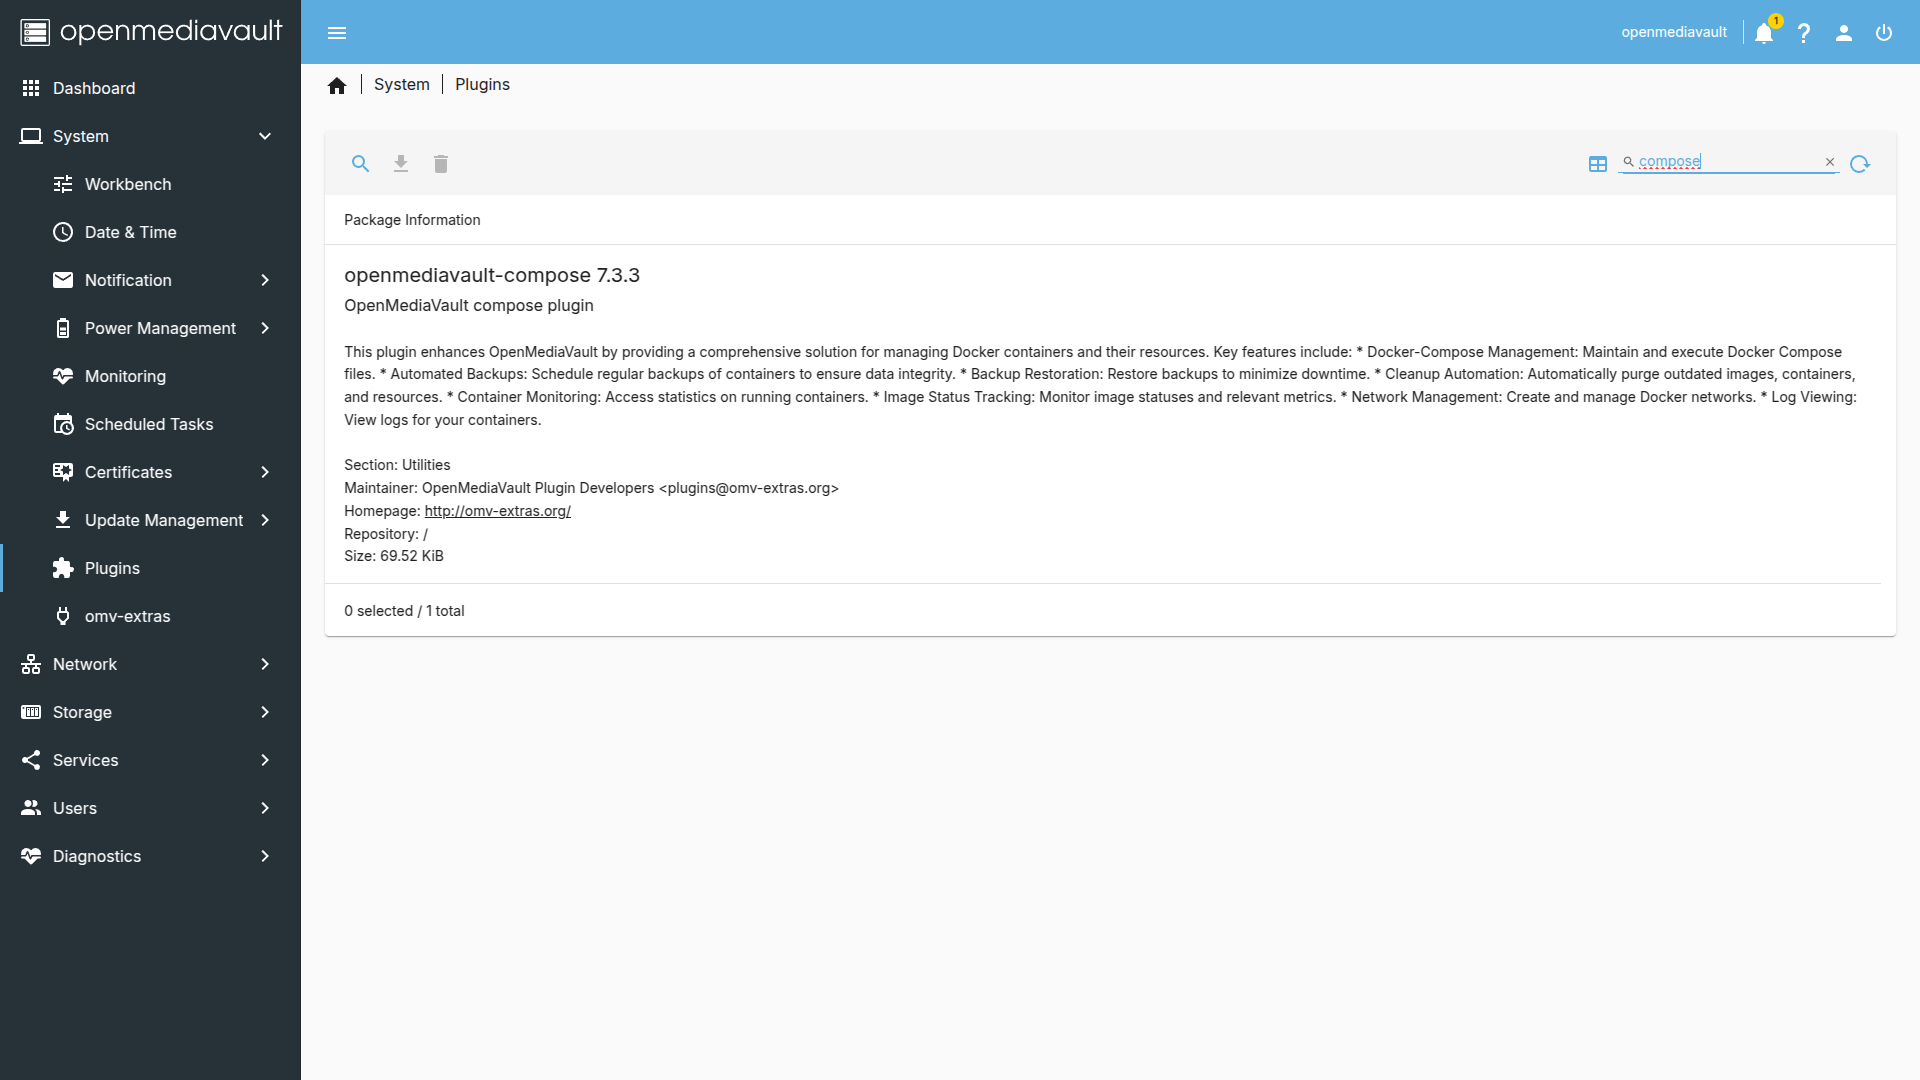 openmediavault
openmediavault
1
Dashboard
System | Plugins
System
Workbench
Date & Time
Notification
Power Management
Monitoring
Scheduled Tasks
Certificates
Update Management
Plugins
omv-extras
Network
Storage
Services
Users
Diagnostics
compose
Package Information
openmediavault-compose 7.3.3
OpenMediaVault compose plugin
This plugin enhances OpenMediaVault by providing a comprehensive solution for managing Docker containers and their resources. Key features include: * Docker-Compose Management: Maintain and execute Docker Compose
files. * Automated Backups: Schedule regular backups of containers to ensure data integrity. * Backup Restoration: Restore backups to minimize downtime. * Cleanup Automation: Automatically purge outdated images, containers,
and resources. * Container Monitoring: Access statistics on running containers. * Image Status Tracking: Monitor image statuses and relevant metrics. * Network Management: Create and manage Docker networks. * Log Viewing:
View logs for your containers.
Section: Utilities
Maintainer: OpenMediaVault Plugin Developers <plugins@omv-extras.org>
Homepage: http://omv-extras.org/
Repository: /
Size: 69.52 KiB
0 selected / 1 total